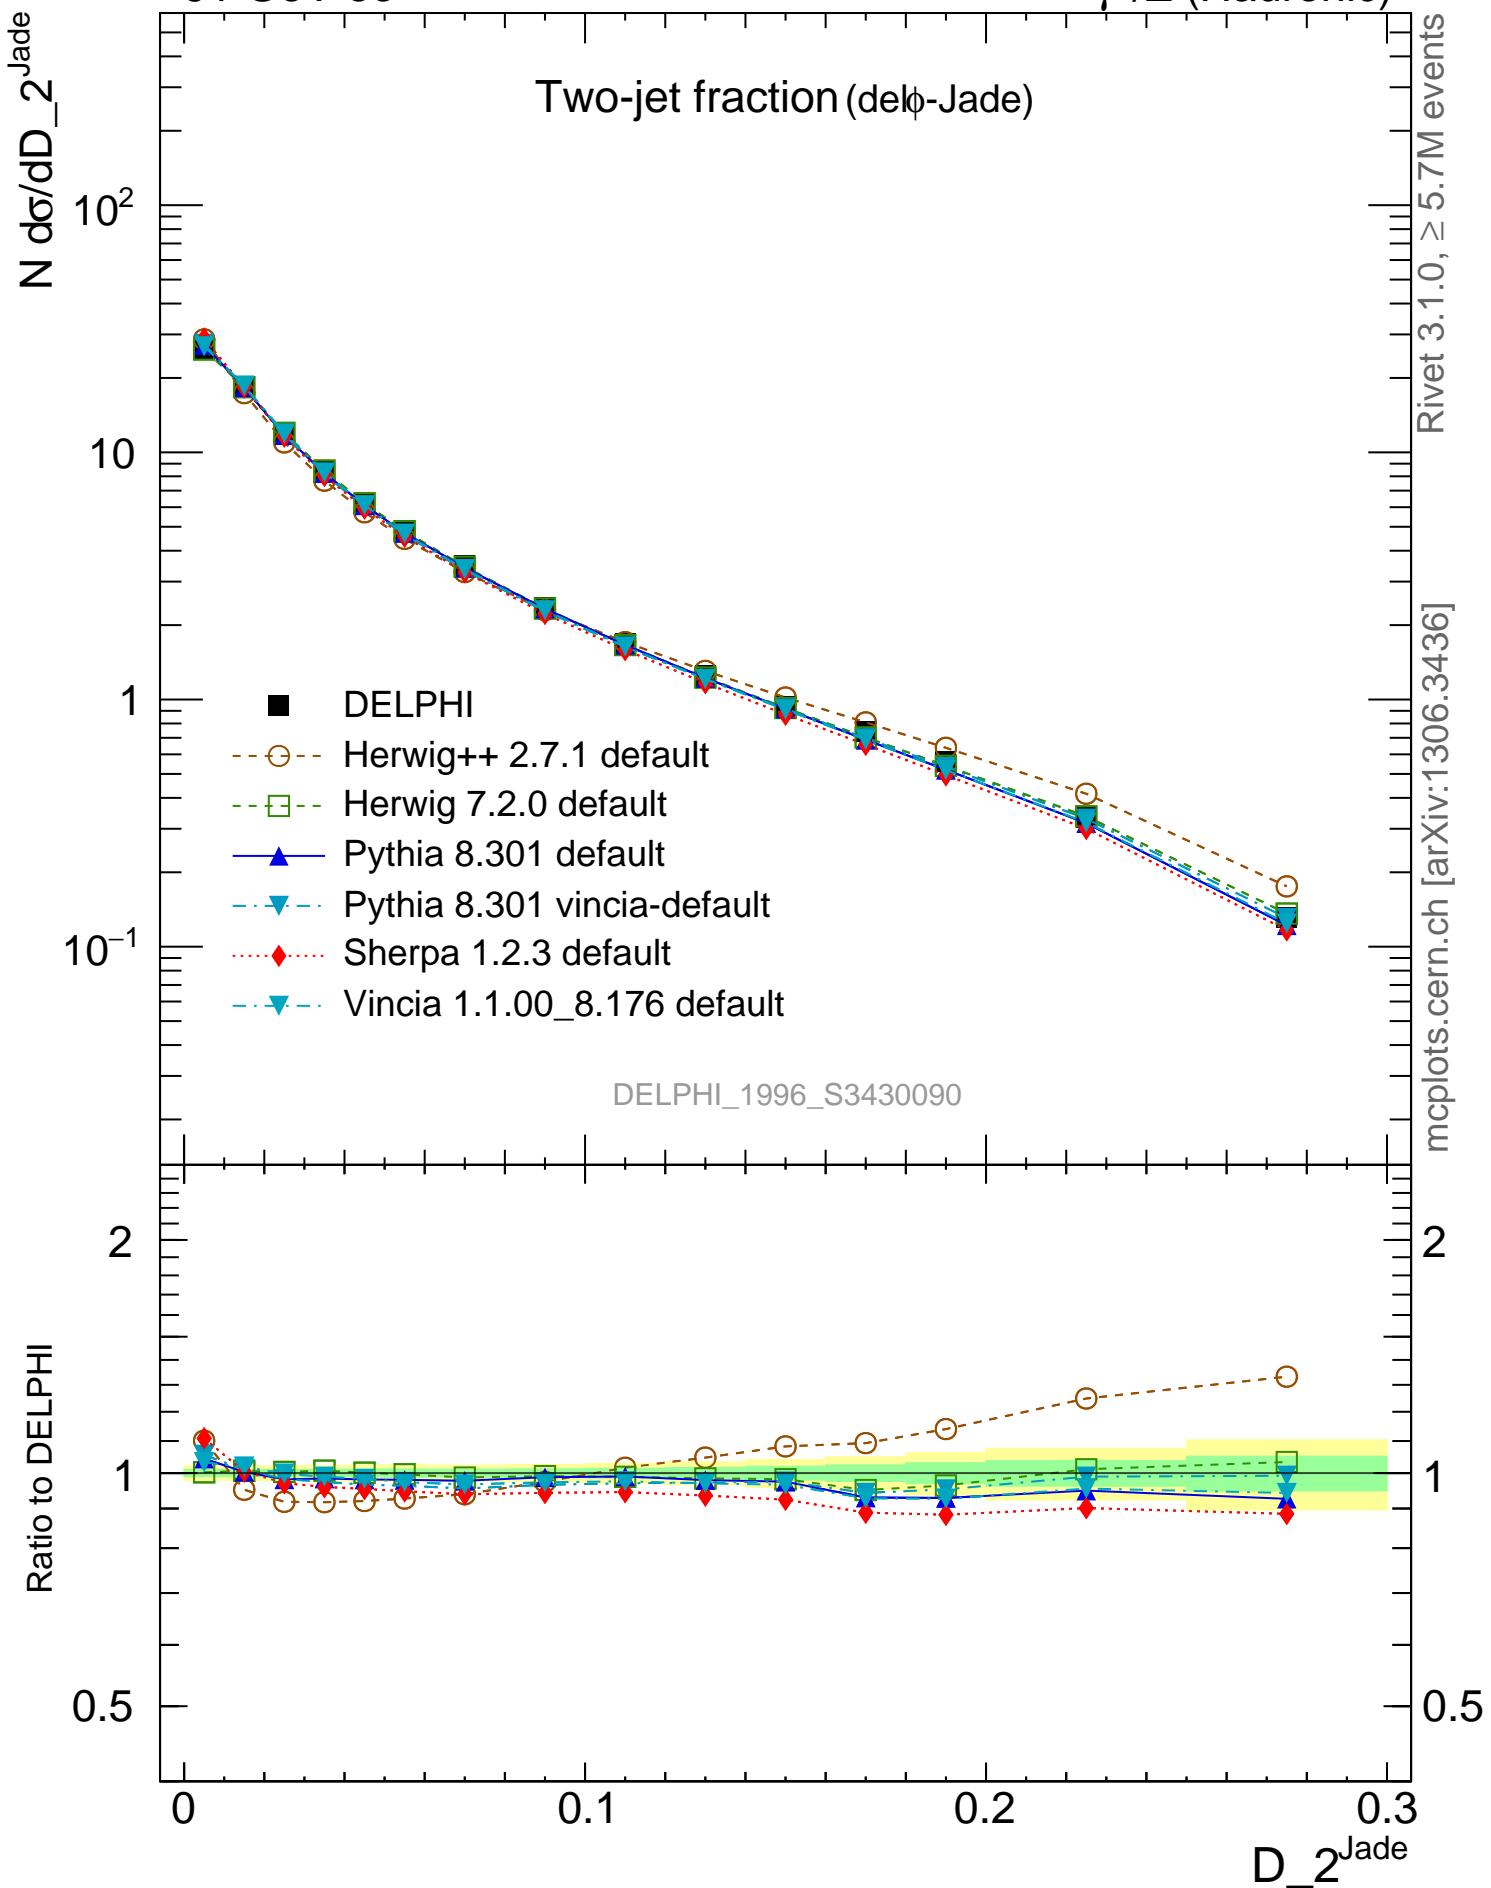 Two-jet fraction (delϕ-Jade)
N dσ/dD_2^Jade
10^2
10
1
10^−1
DELPHI
Herwig++ 2.7.1 default
Herwig 7.2.0 default
Pythia 8.301 default
Pythia 8.301 vincia-default
Sherpa 1.2.3 default
Vincia 1.1.00_8.176 default
DELPHI_1996_S3430090
Rivet 3.1.0, ≥ 5.7M events
mcplots.cern.ch [arXiv:1306.3436]
Ratio to DELPHI
2
1
0.5
2
1
0.5
0
0.1
0.2
0.3
D_2^Jade